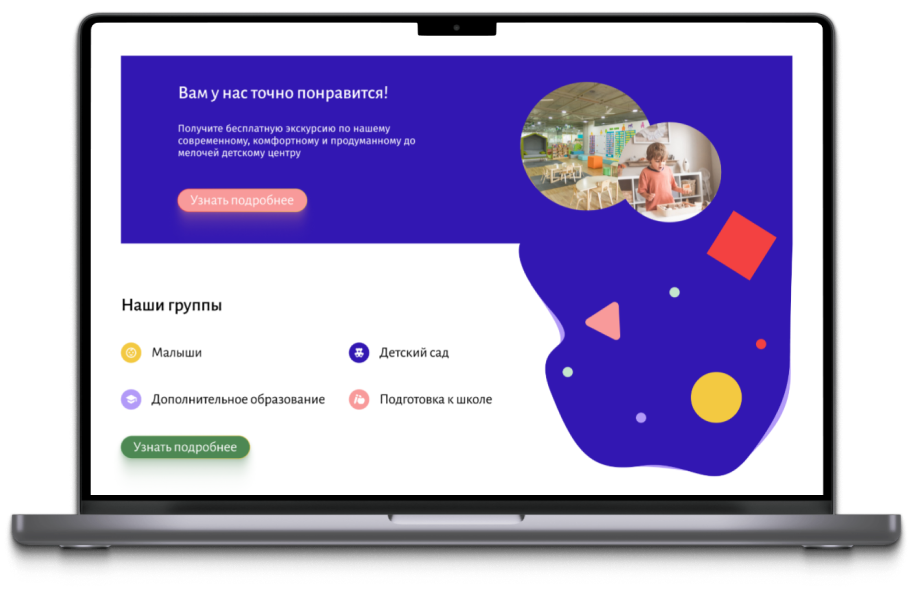 Вам у нас точно понравится!
Получите бесплатную экскурсию по нашему
современному, комфортному и продуманному до
мелочей детскому центру
Узнать подробнее
Наши группы
Малыши
Детский сад
Дополнительное образование
Подготовка к школе
Узнать подробнее